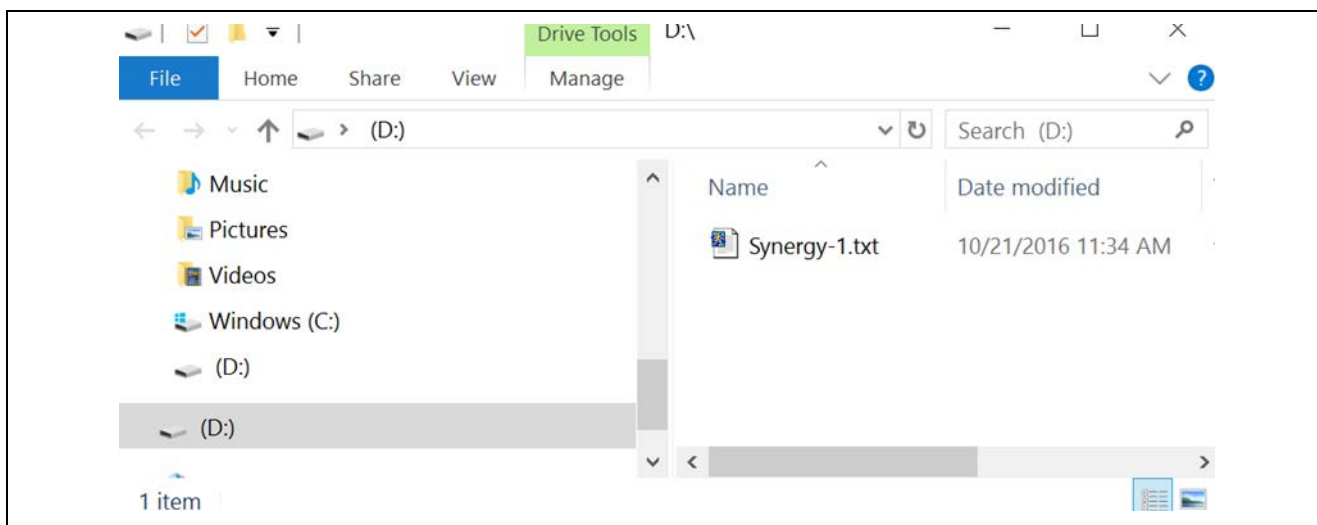 Drive Tools D:\
File Home Share View Manage ?
(D:) Search (D:)
Music
Pictures
Videos
Windows (C:)
(D:)
(D:)
Name Date modified
Synergy-1.txt 10/21/2016 11:34 AM
1 item